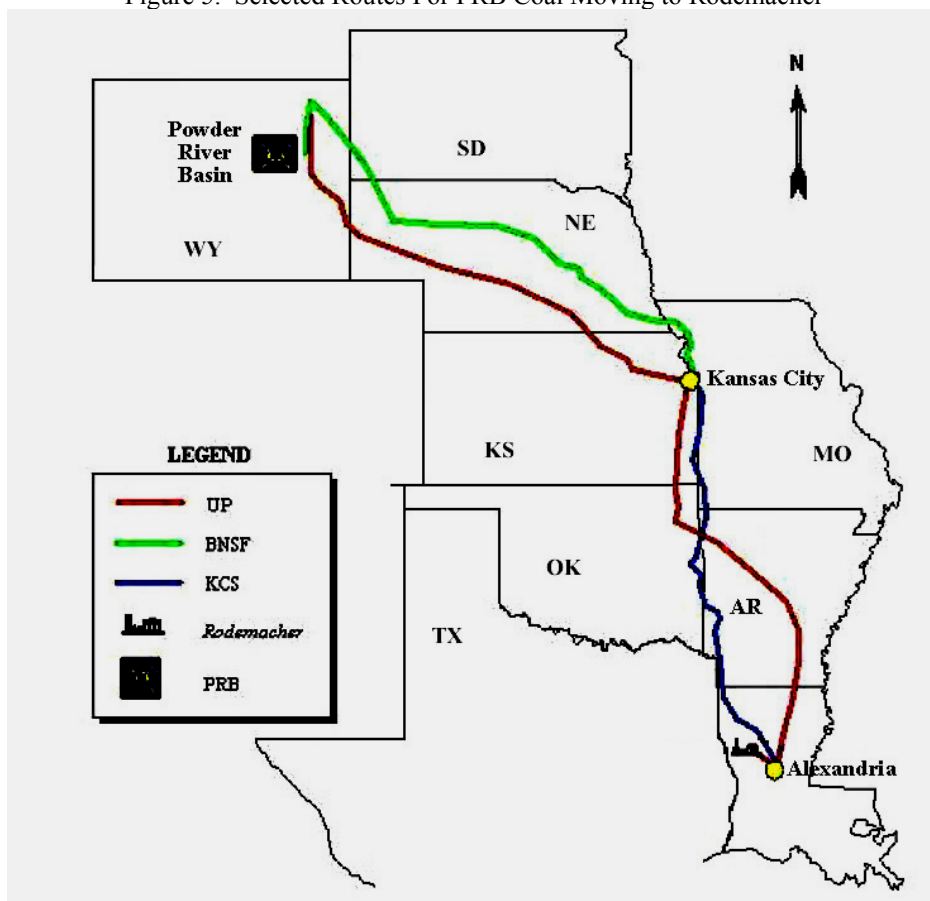 Figure 5. Selected Routes For PRB Coal Moving to Rodemacher
N
Powder
River
Basin
SD
NE
WY
Kansas City
KS
MO
LEGEND
UP
BNSF
KCS
Rodemacher
PRB
OK
AR
TX
Alexandria